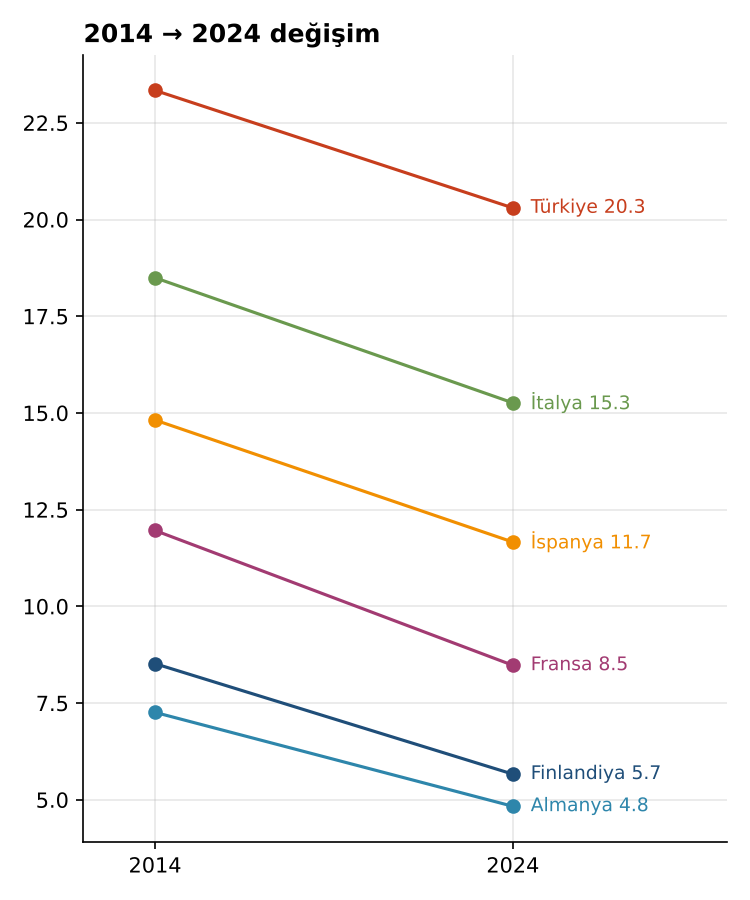 2014 → 2024 değişim
22.5
20.0
17.5
15.0
12.5
10.0
7.5
5.0
Türkiye 20.3
İtalya 15.3
İspanya 11.7
Fransa 8.5
Finlandiya 5.7
Almanya 4.8
2014
2024